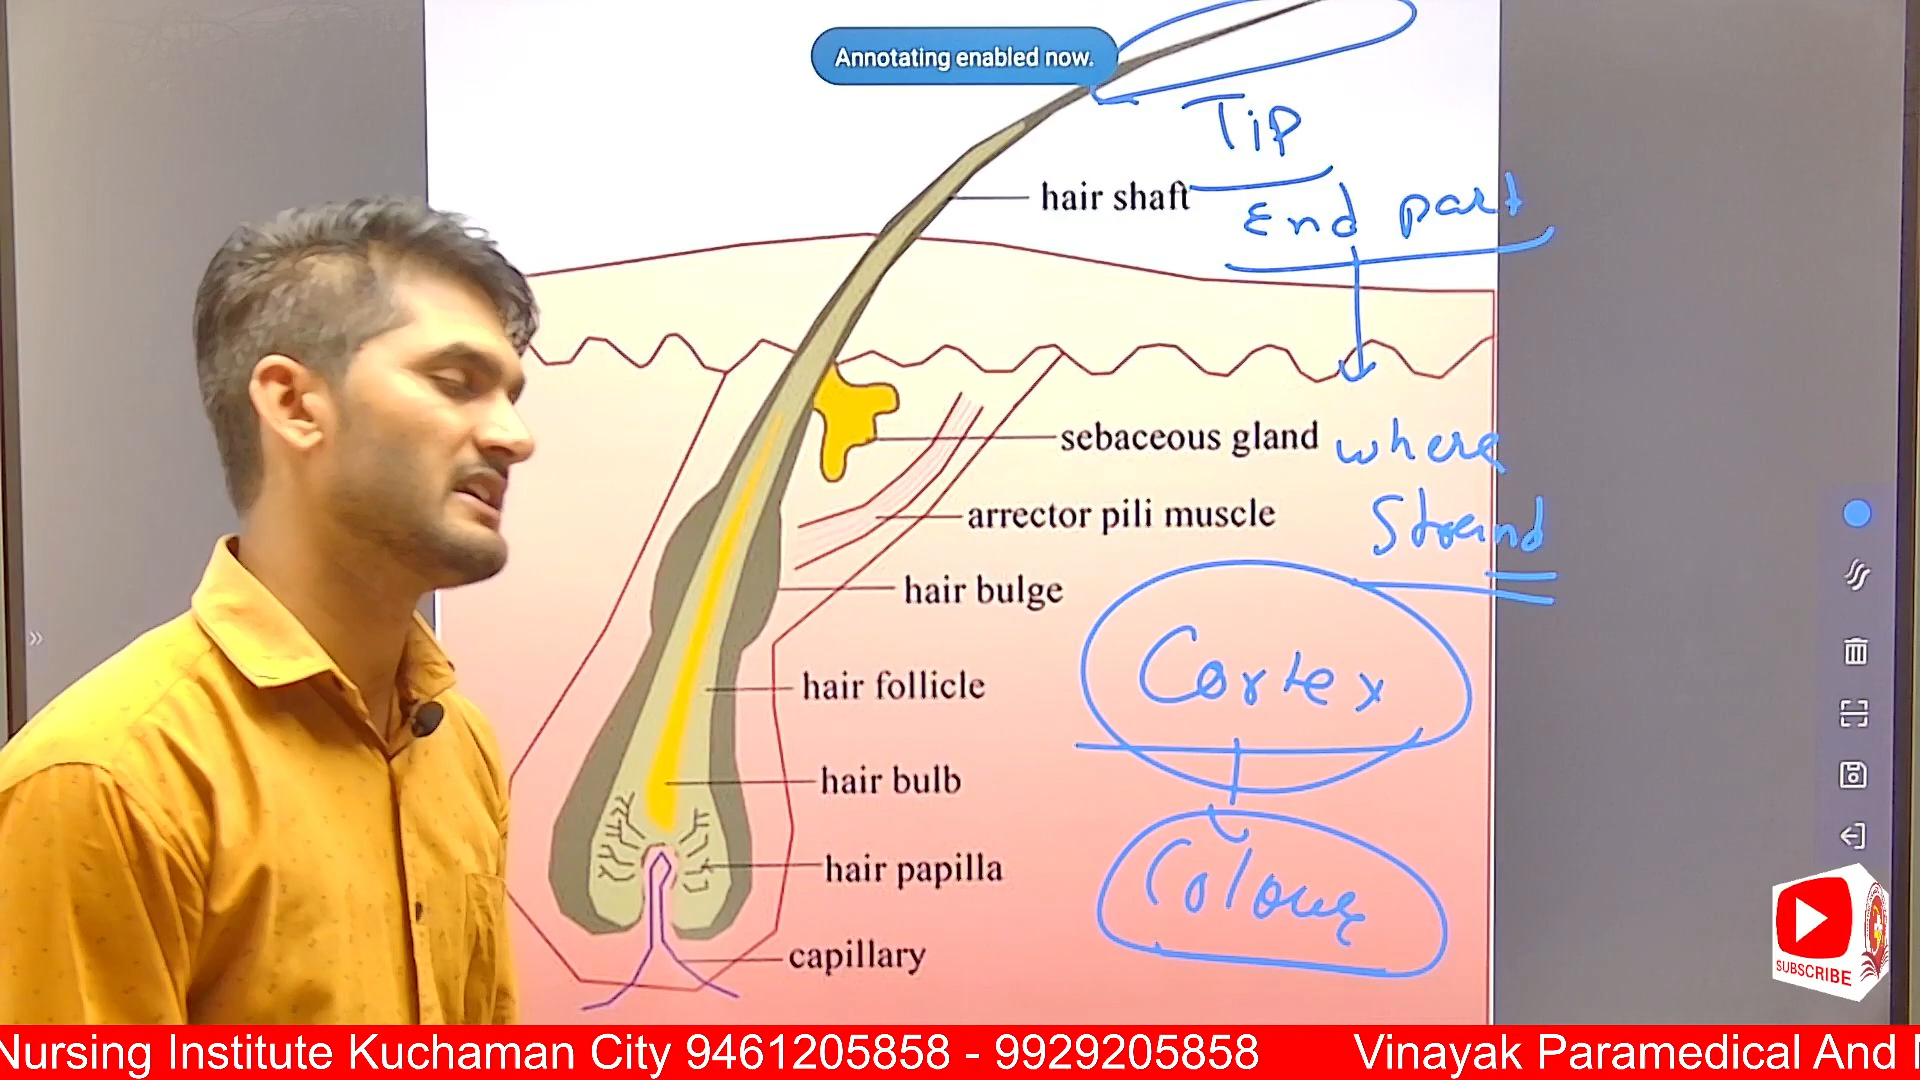 Annotating enabled now.
Tip
hair shaft
End part
sebaceous gland
where
arrector pili muscle
Strand
hair bulge
Cortex
hair follicle
hair bulb
hair papilla
Colour
capillary
SUBSCRIBE
Nursing Institute Kuchaman City 9461205858 - 9929205858 Vinayak Paramedical And